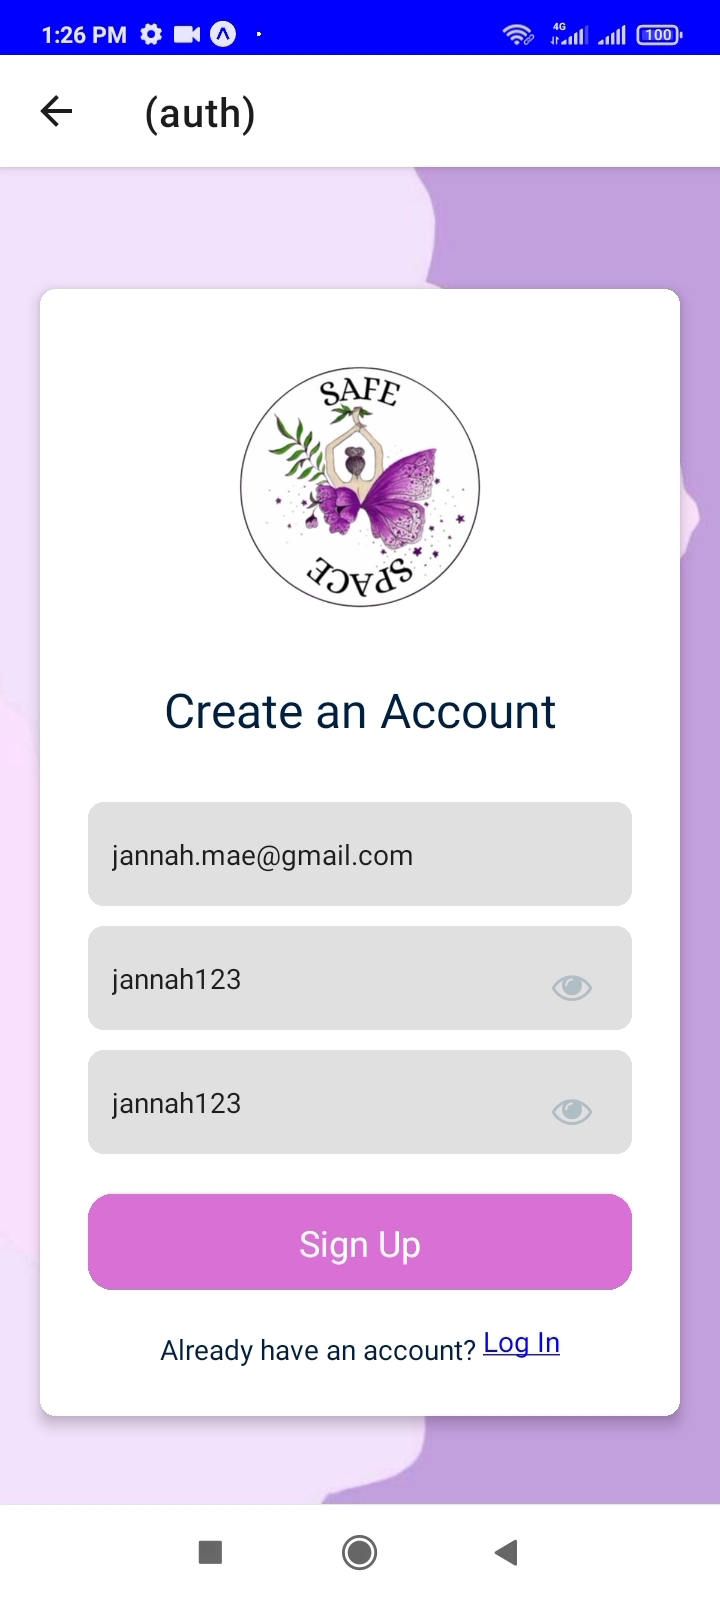 1:26 PM
4G
100
(auth)
SAFE
SPACE
Create an Account
jannah.mae@gmail.com
jannah123
jannah123
Sign Up
Already have an account? Log In